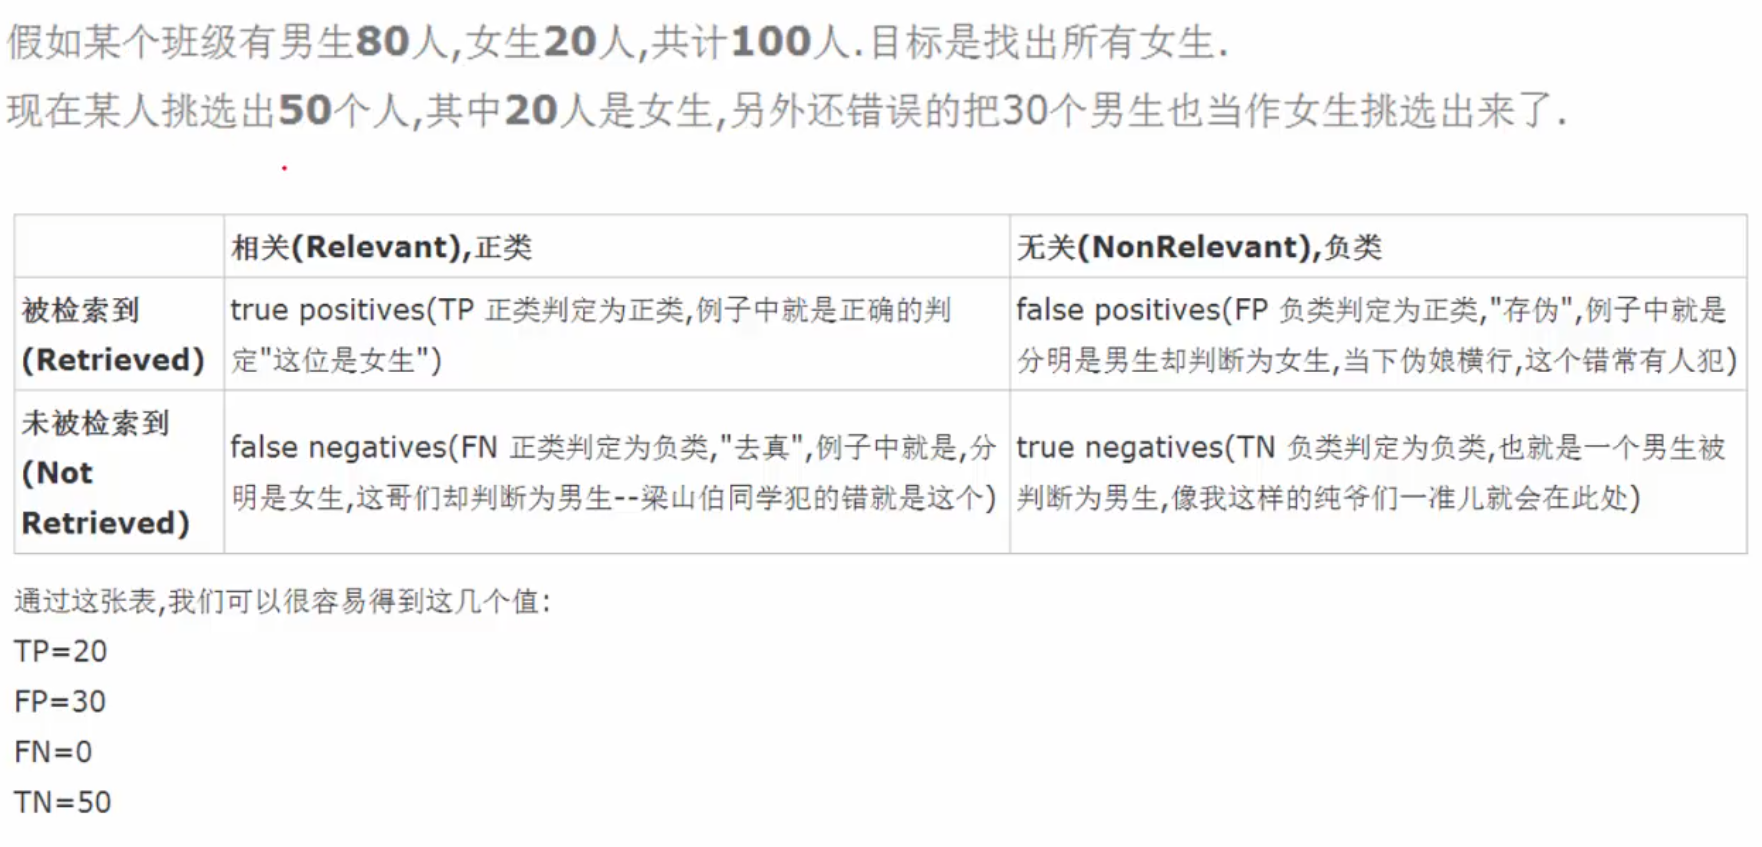 假如某个班级有男生80人,女生20人,共计100人.目标是找出所有女生.
现在某人挑选出50个人,其中20人是女生,另外还错误的把30个男生也当作女生挑选出来了.
相关(Relevant),正类
无关(NonRelevant),负类
被检索到
(Retrieved)
true positives(TP 正类判定为正类,例子中就是正确的判
定"这位是女生")
false positives(FP 负类判定为正类,"存伪",例子中就是
分明是男生却判断为女生,当下伪娘横行,这个错常有人犯)
未被检索到
(Not
Retrieved)
false negatives(FN 正类判定为负类,"去真",例子中就是,分
明是女生,这哥们却判断为男生--梁山伯同学犯的错就是这个)
true negatives(TN 负类判定为负类,也就是一个男生被
判断为男生,像我这样的纯爷们一准儿就会在此处)
通过这张表,我们可以很容易得到这几个值:
TP=20
FP=30
FN=0
TN=50